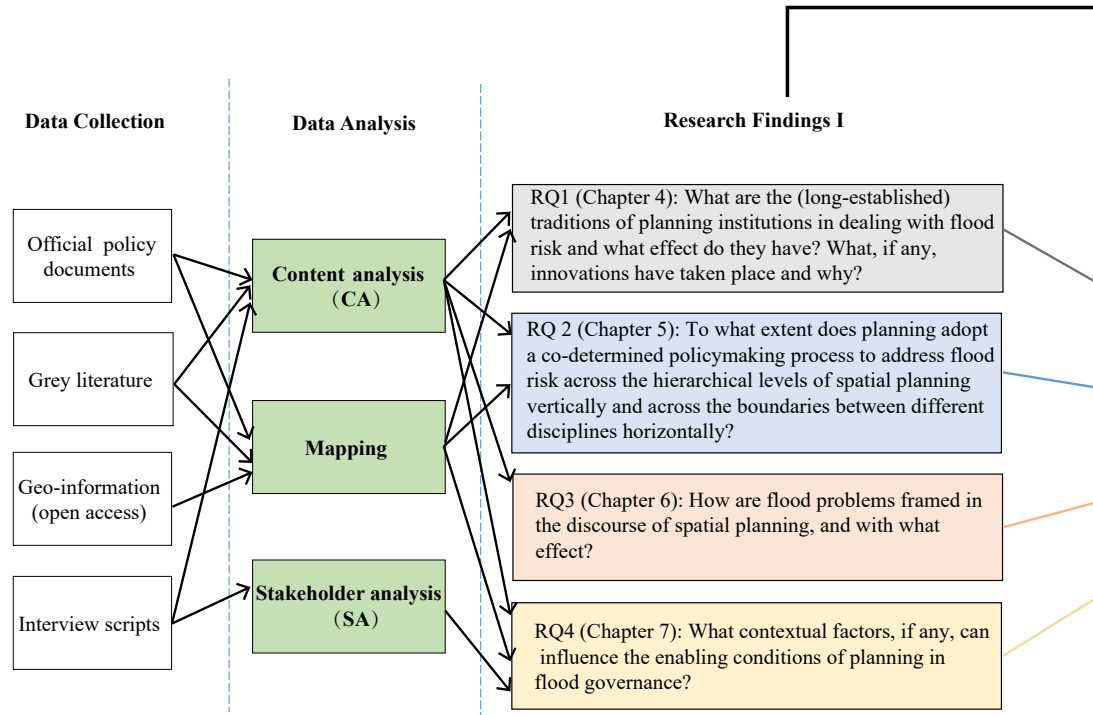 Data Collection
Data Analysis
Research Findings I
Official policy
documents
Grey literature
Geo-information
(open access)
Interview scripts
Content analysis
（CA）
Mapping
Stakeholder analysis
（SA）
RQ1 (Chapter 4): What are the (long-established)
traditions of planning institutions in dealing with flood
risk and what effect do they have? What, if any,
innovations have taken place and why?
RQ 2 (Chapter 5): To what extent does planning adopt
a co-determined policymaking process to address flood
risk across the hierarchical levels of spatial planning
vertically and across the boundaries between different
disciplines horizontally?
RQ3 (Chapter 6): How are flood problems framed in
the discourse of spatial planning, and with what
effect?
RQ4 (Chapter 7): What contextual factors, if any, can
influence the enabling conditions of planning in
flood governance?